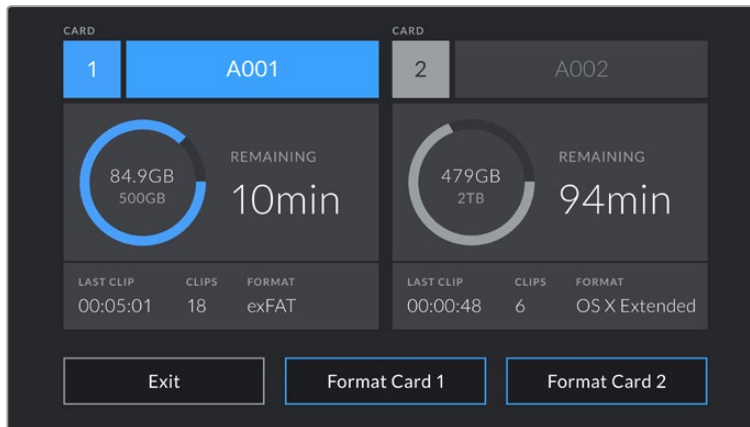 CARD
1 A001
84.9GB
500GB
REMAINING
10min
LAST CLIP CLIPS FORMAT
00:05:01 18 exFAT
CARD
2 A002
479GB
2TB
REMAINING
94min
LAST CLIP CLIPS FORMAT
00:00:48 6 OS X Extended
Exit Format Card 1 Format Card 2